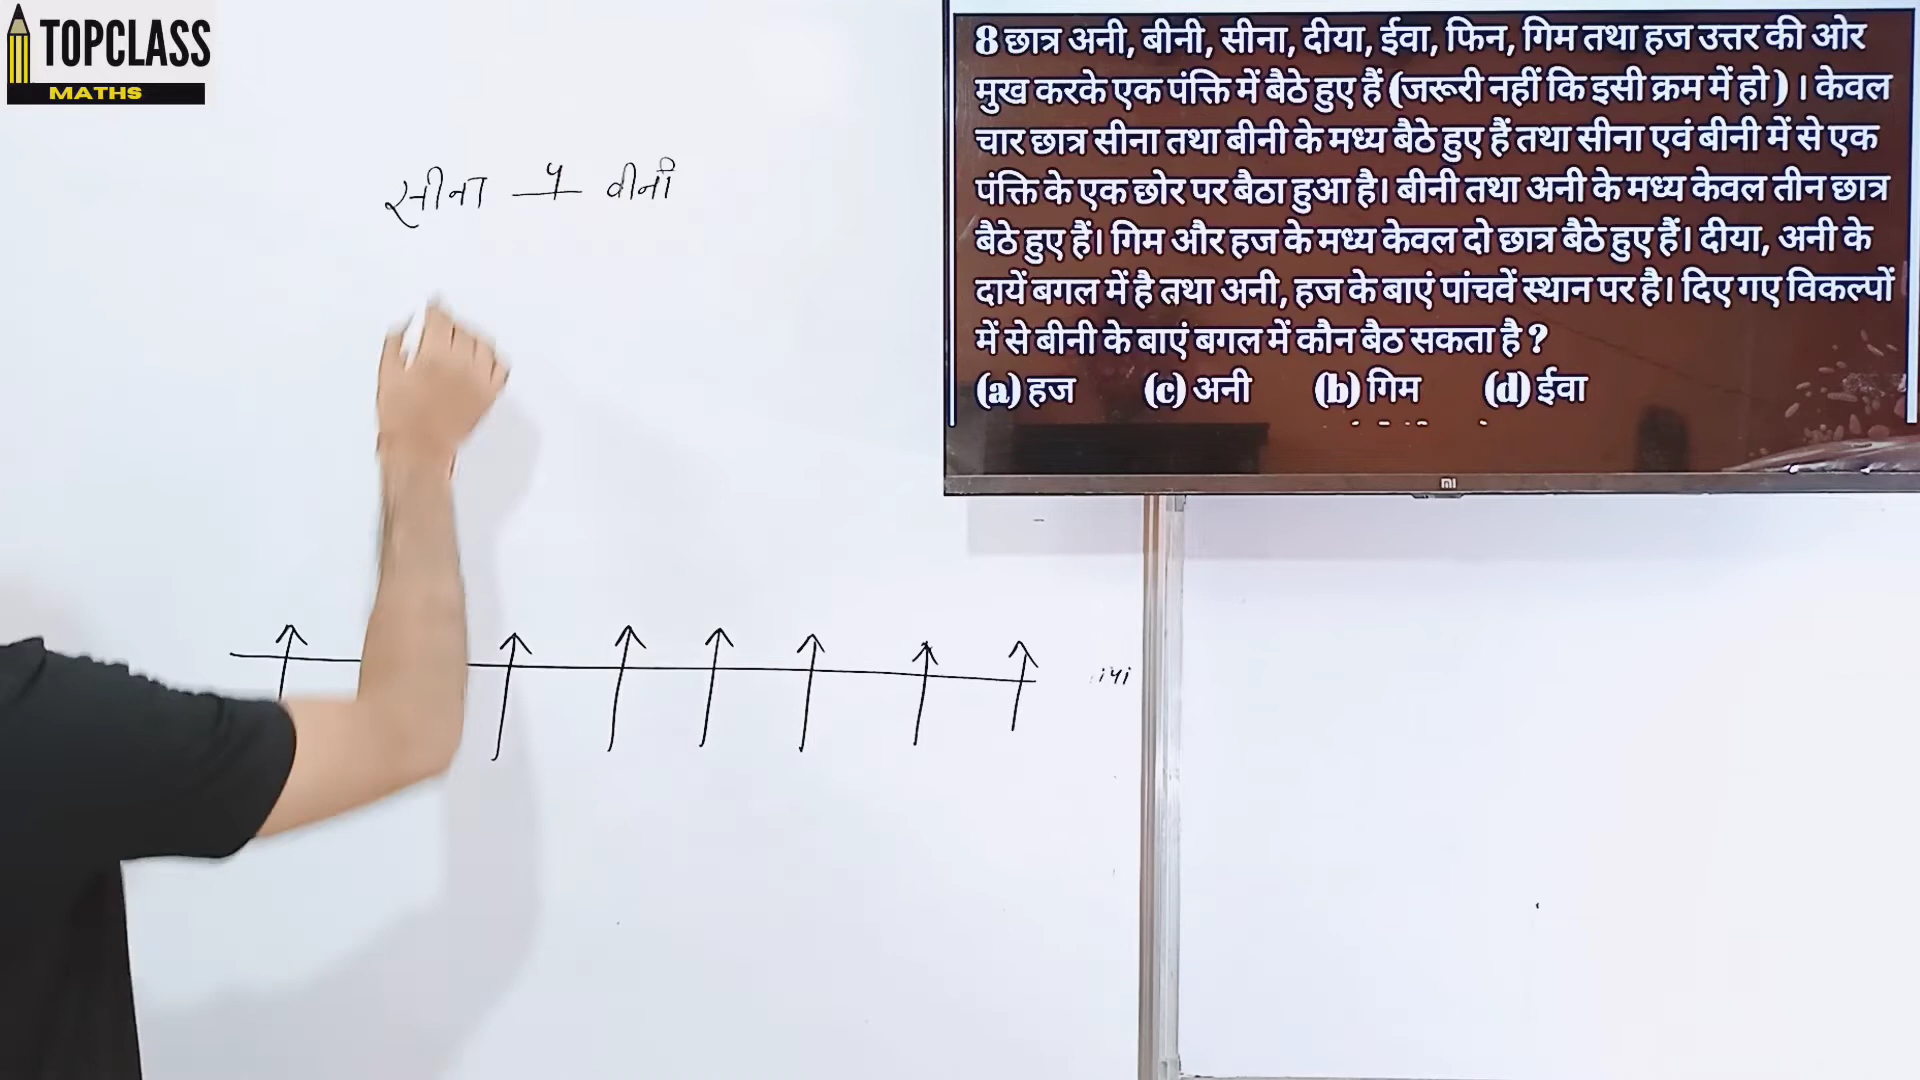 TOPCLASS
MATHS
8 छात्र अनी, बीनी, सीना, दीया, ईवा, फिन, गिम तथा हज उत्तर की ओर
मुख करके एक पंक्ति में बैठे हुए हैं (जरूरी नहीं कि इसी क्रम में हो ) । केवल
चार छात्र सीना तथा बीनी के मध्य बैठे हुए हैं तथा सीना एवं बीनी में से एक
पंक्ति के एक छोर पर बैठा हुआ है। बीनी तथा अनी के मध्य केवल तीन छात्र
बैठे हुए हैं। गिम और हज के मध्य केवल दो छात्र बैठे हुए हैं। दीया, अनी के
दायें बगल में है तथा अनी, हज के बाएं पांचवें स्थान पर है। दिए गए विकल्पों
में से बीनी के बाएं बगल में कौन बैठ सकता है ?
(a) हज (c) अनी (b) गिम (d) ईवा
mi
सीना 4 बीनी